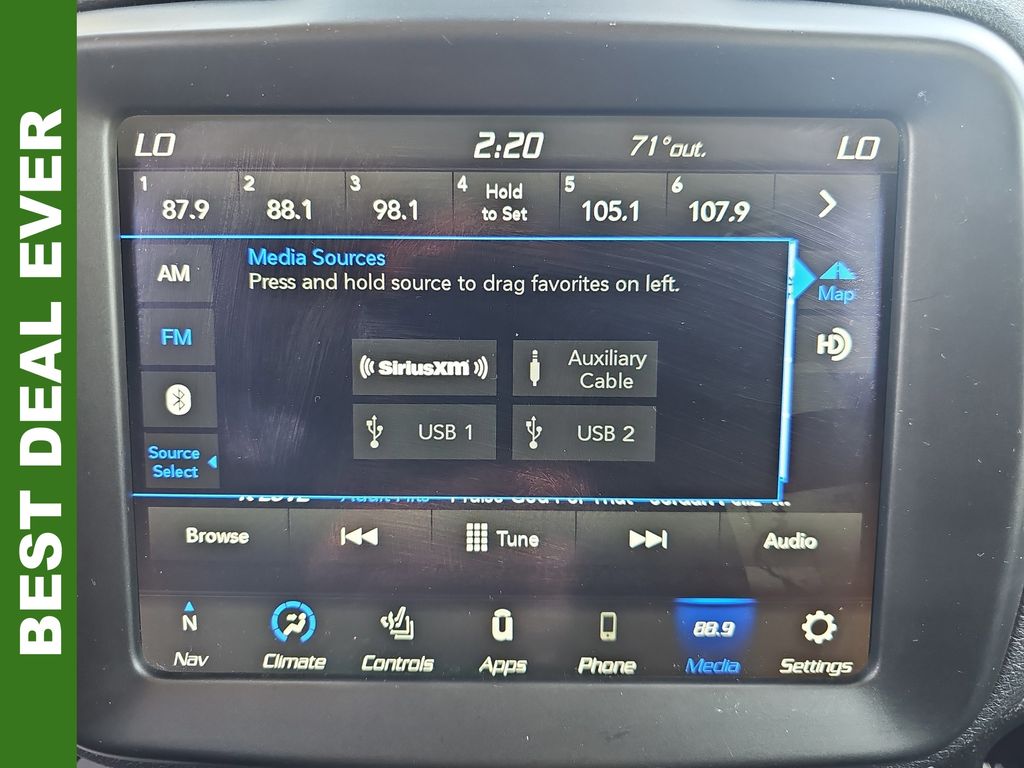 BEST DEAL EVER
LO 2:20 71°out. LO
1 2 3 4 Hold 5 6
87.9 88.1 98.1 to Set 105.1 107.9
Media Sources
AM
Press and hold source to drag favorites on left.
Map
FM
HD
SiriusXM
Auxiliary
Cable
USB 1 USB 2
Source
Select
Browse Tune Audio
N
88.9
Nav Climate Controls Apps Phone Media Settings